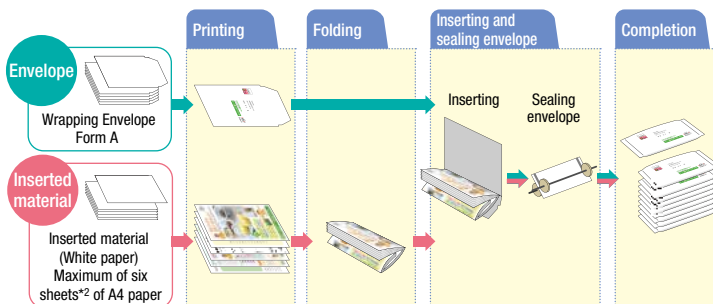 Printing
Folding
Inserting and
sealing envelope
Completion
Envelope
Wrapping Envelope
Form A
Inserting
Sealing
envelope
Inserted
material
Inserted material
(White paper)
Maximum of six
sheets*2 of A4 paper